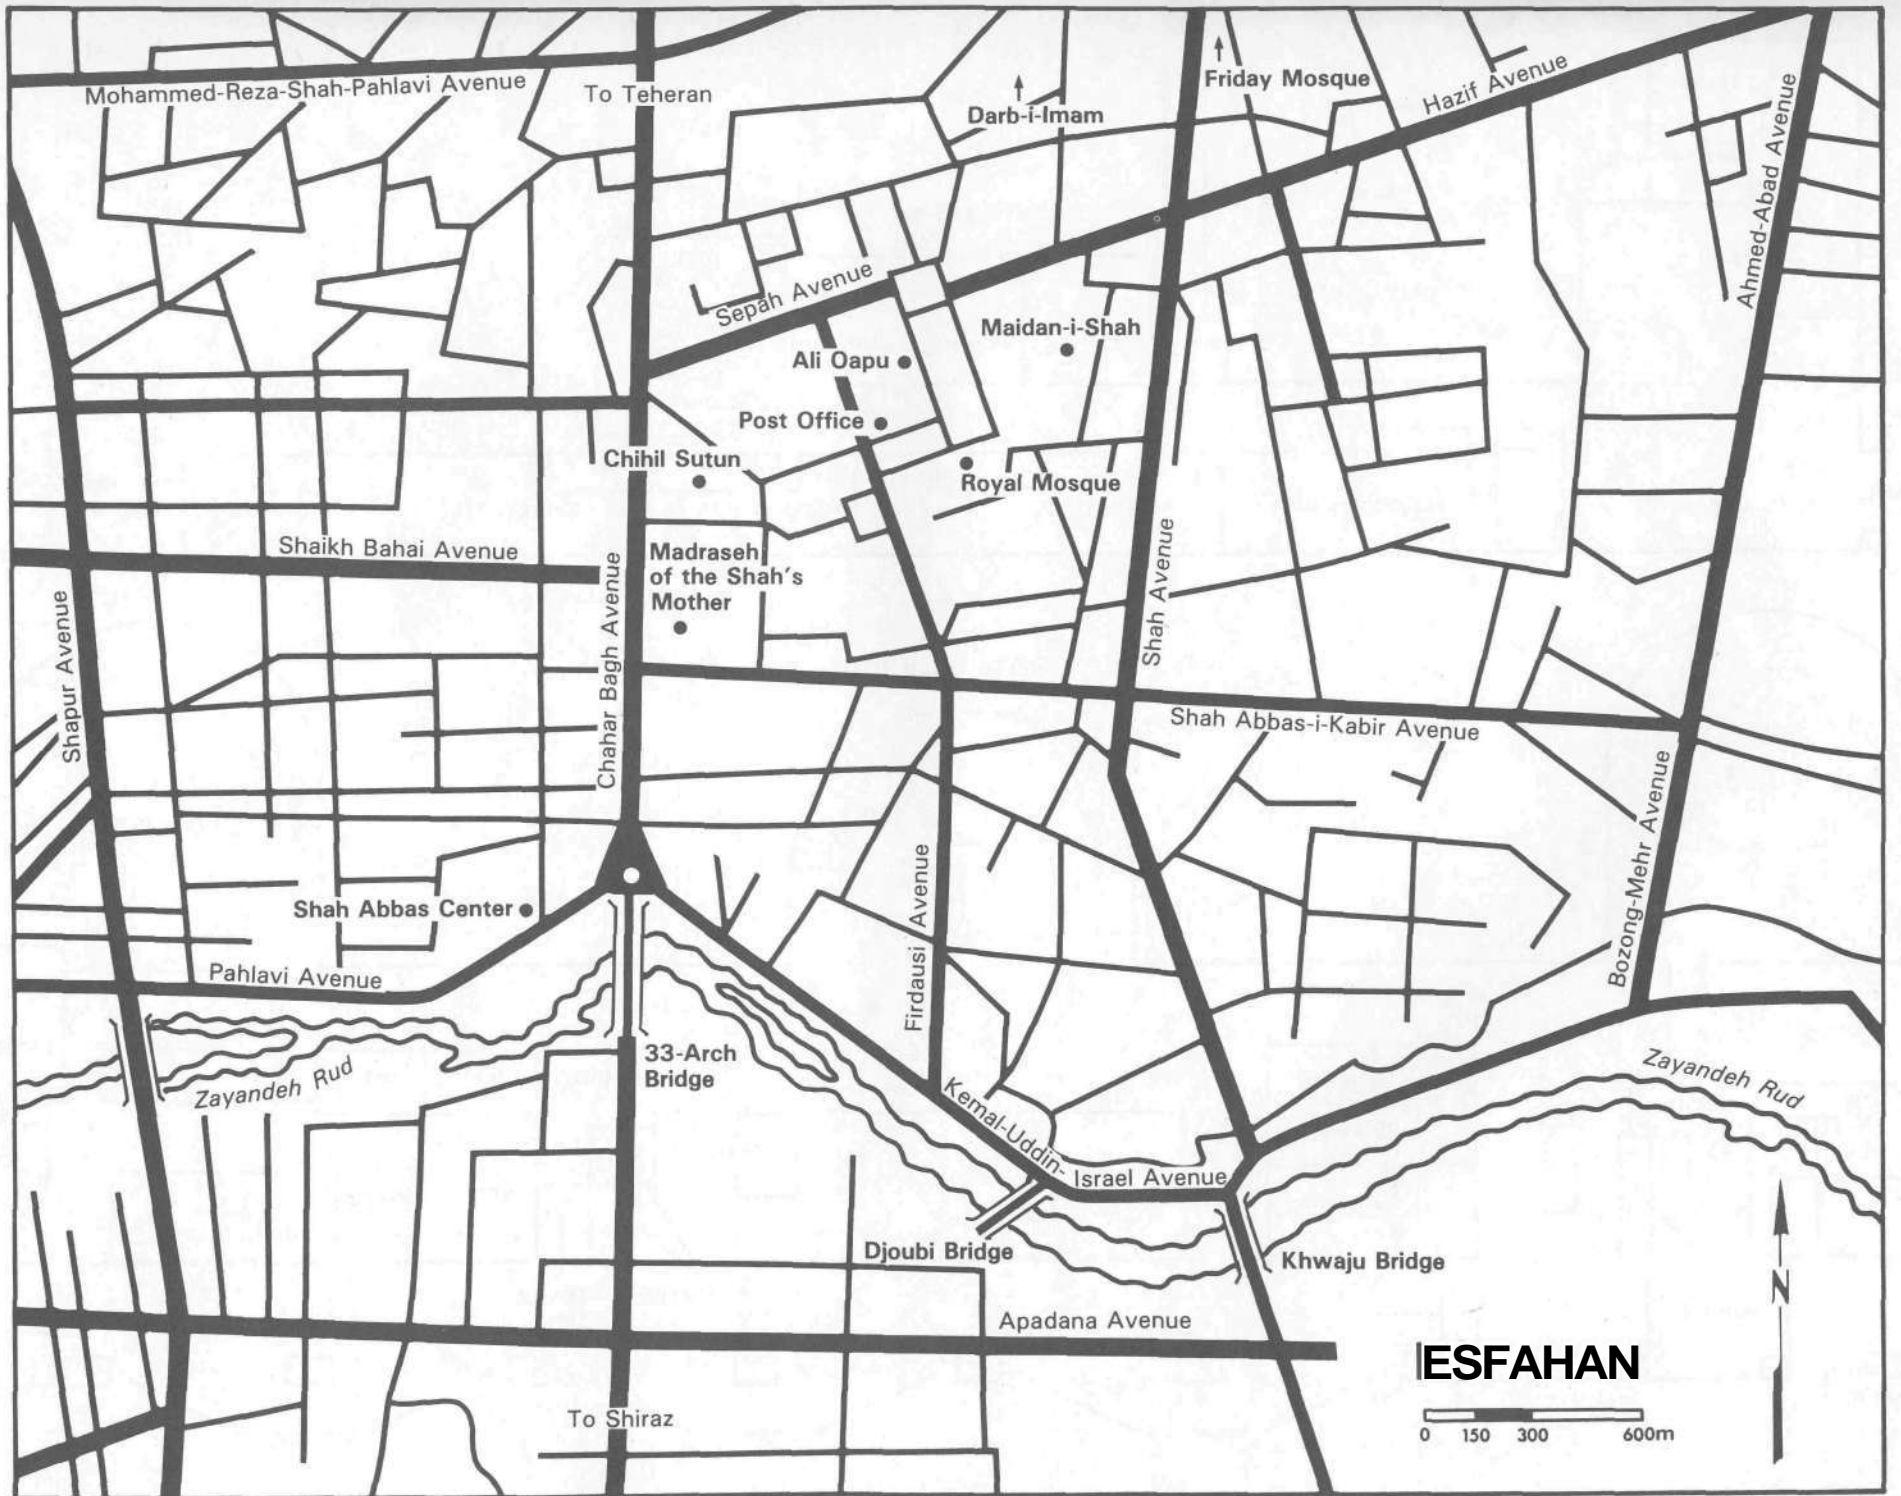 Mohammed-Reza-Shah-Pahlavi Avenue
To Teheran
Darb-i-Imam
Friday Mosque
Hazif Avenue
Ahmed-Abad Avenue
Sepah Avenue
Maidan-i-Shah
Ali Oapu
Post Office
Chihil Sutun
Royal Mosque
Shaikh Bahai Avenue
Madraseh
of the Shah's
Mother
Shapur Avenue
Chahar Bagh Avenue
Shah Avenue
Shah Abbas-i-Kabir Avenue
Bozong-Mehr Avenue
Firdausi Avenue
Shah Abbas Center
Pahlavi Avenue
33-Arch
Bridge
Zayandeh Rud
Zayandeh Rud
Kemal-Uddin-
Israel Avenue
Djoubi Bridge
Khwaju Bridge
N
Apadana Avenue
ESFAHAN
To Shiraz
0 150 300 600m